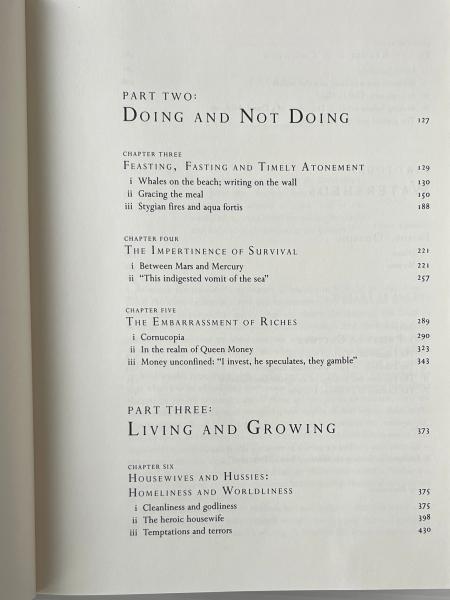 PART TWO:
DOING AND NOT DOING 127
CHAPTER THREE
FEASTING, FASTING AND TIMELY ATONEMENT 129
i Whales on the beach; writing on the wall 130
ii Gracing the meal 150
iii Stygian fires and aqua fortis 188
CHAPTER FOUR
THE IMPERTINENCE OF SURVIVAL 221
i Between Mars and Mercury 221
ii “This indigested vomit of the sea” 257
CHAPTER FIVE
THE EMBARRASSMENT OF RICHES 289
i Cornucopia 290
ii In the realm of Queen Money 323
iii Money unconfined: “I invest, he speculates, they gamble” 343
PART THREE:
LIVING AND GROWING 373
CHAPTER SIX
HOUSEWIVES AND HUSSIES:
HOMELINESS AND WORLDLINESS 375
i Cleanliness and godliness 375
ii The heroic housewife 398
iii Temptations and terrors 430